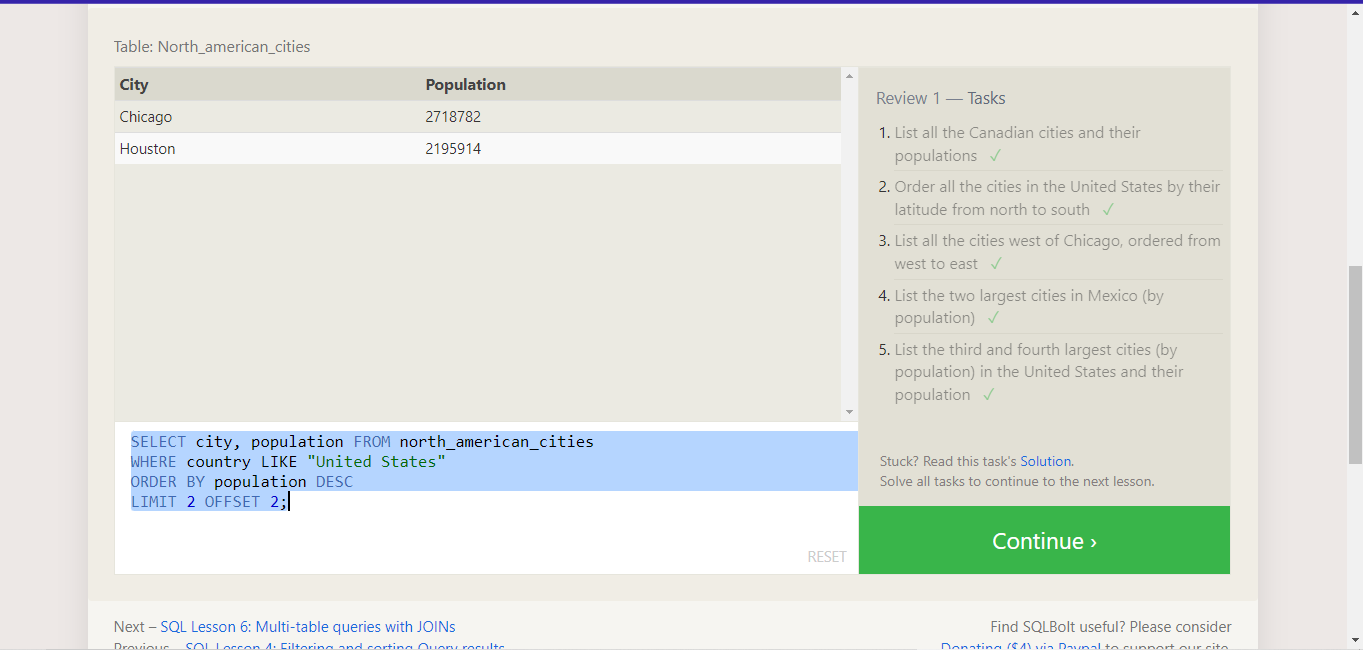 Table: North_american_cities
City Population
Chicago 2718782
Houston 2195914
Review 1 — Tasks
1. List all the Canadian cities and their
populations ✓
2. Order all the cities in the United States by their
latitude from north to south ✓
3. List all the cities west of Chicago, ordered from
west to east ✓
4. List the two largest cities in Mexico (by
population) ✓
5. List the third and fourth largest cities (by
population) in the United States and their
population ✓
Stuck? Read this task's Solution.
Solve all tasks to continue to the next lesson.
Continue ›
SELECT city, population FROM north_american_cities
WHERE country LIKE "United States"
ORDER BY population DESC
LIMIT 2 OFFSET 2;
RESET
Next – SQL Lesson 6: Multi-table queries with JOINs
Previous – SQL Lesson 4: Filtering and sorting Query results
Find SQLBolt useful? Please consider
Donating ($4) via Paypal to support our site.